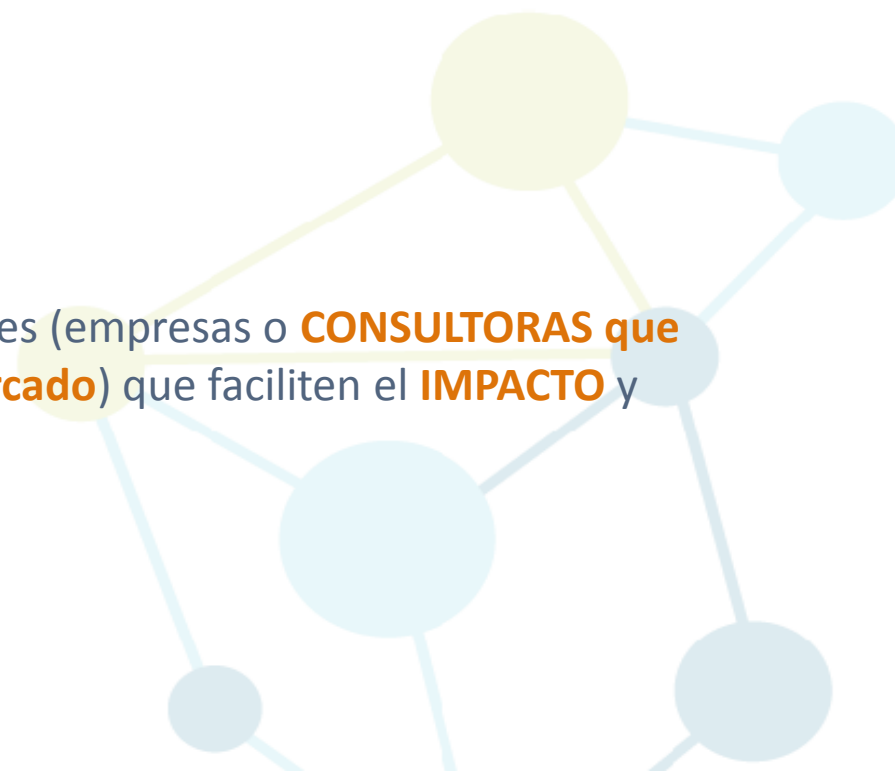 es (empresas o CONSULTORAS que
rcado) que faciliten el IMPACTO y